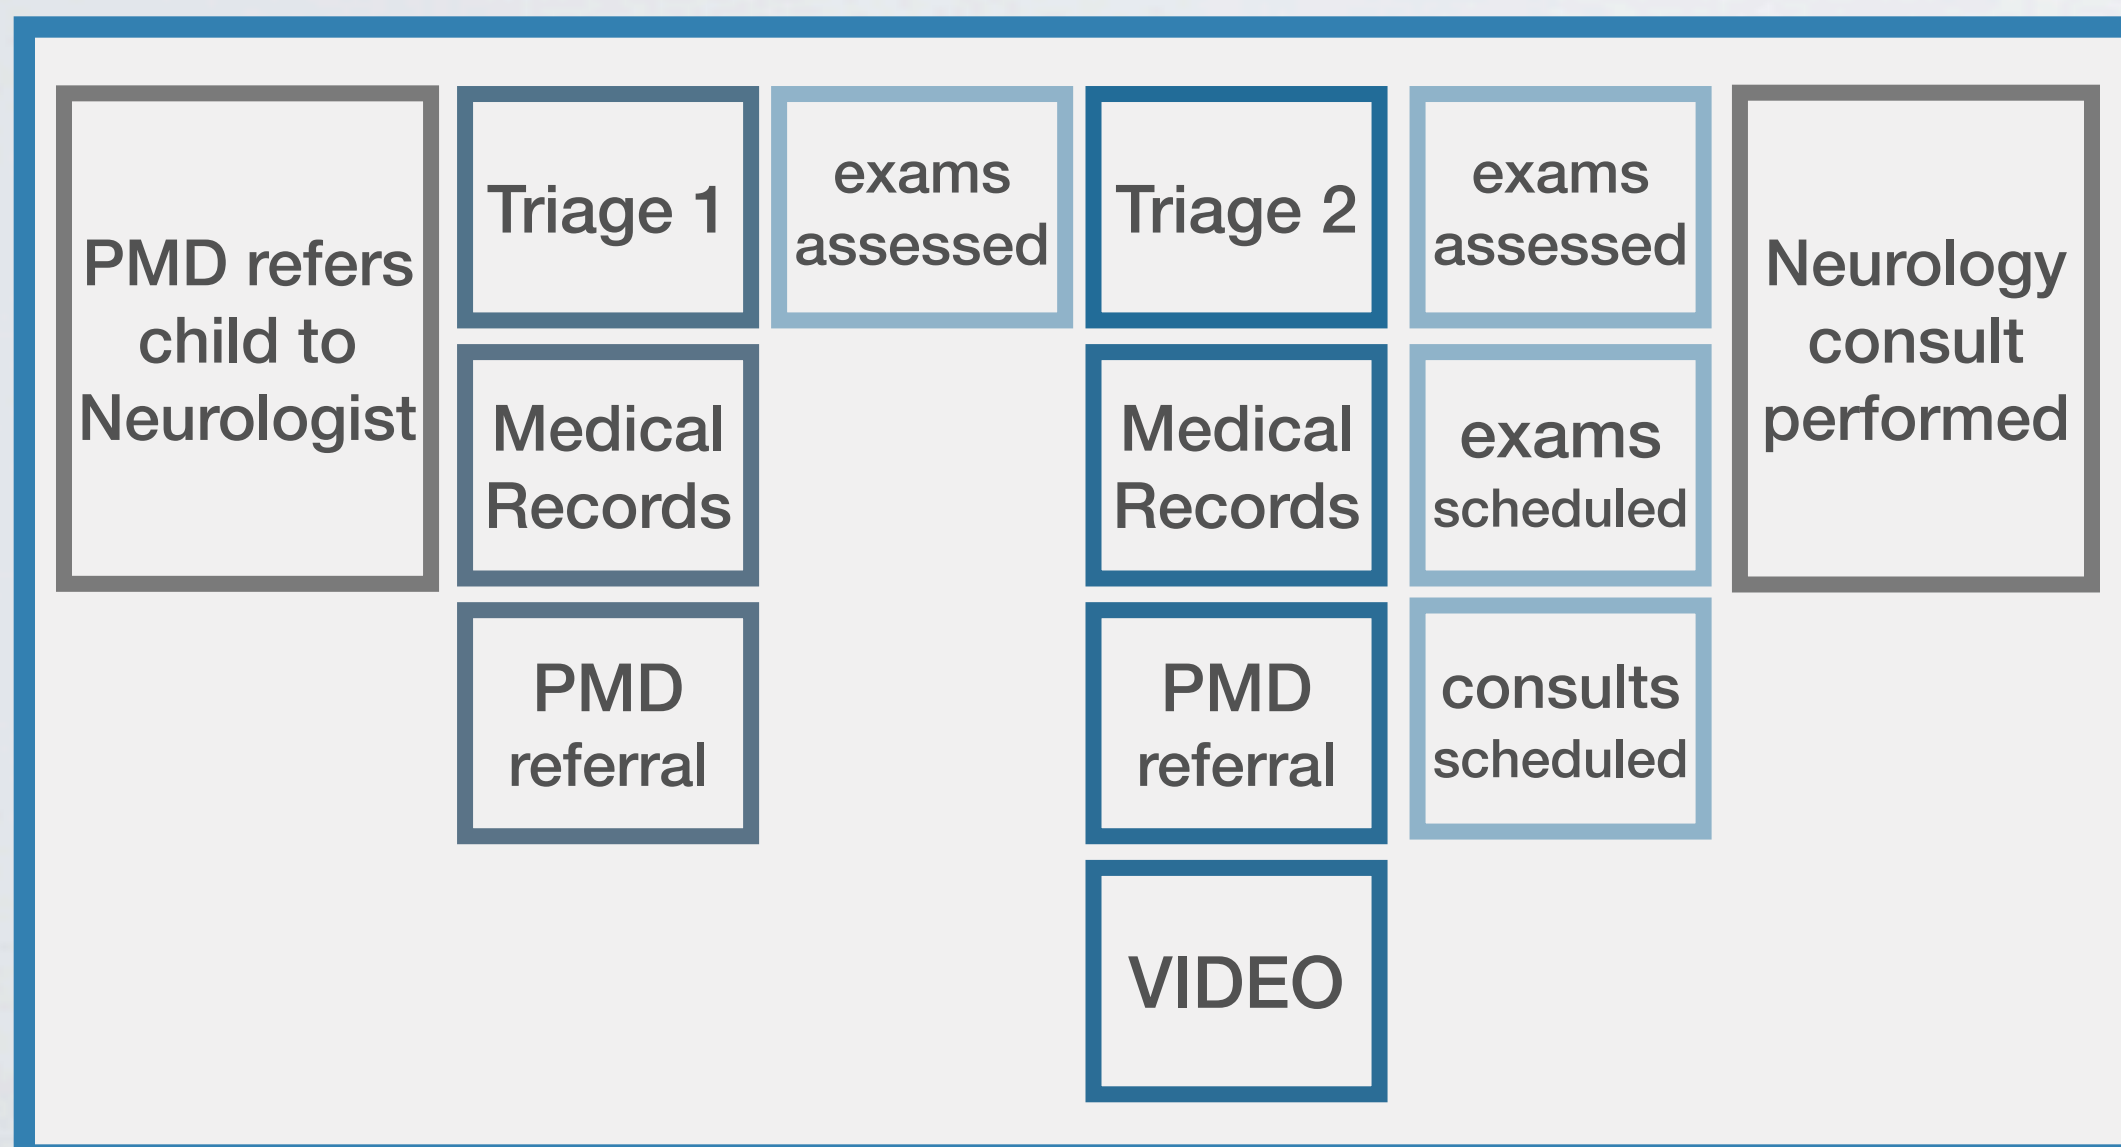 PMD refers
child to
Neurologist
Triage 1
Medical
Records
PMD
referral
exams
assessed
Triage 2
Medical
Records
PMD
referral
VIDEO
exams
assessed
exams
scheduled
consults
scheduled
Neurology
consult
performed